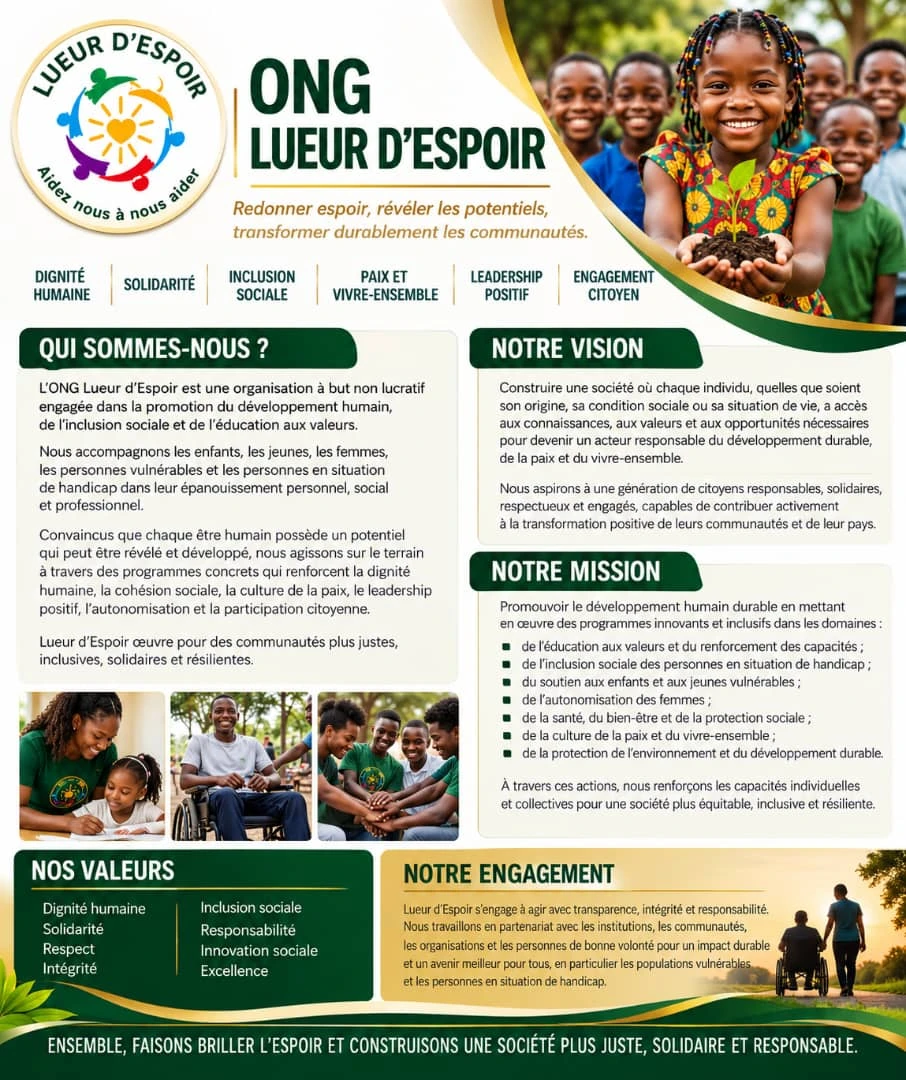 LUEUR D'ESPOIR
Aidez nous à nous aider
ONG
LUEUR D'ESPOIR
Redonner espoir, révéler les potentiels,
transformer durablement les communautés.
DIGNITÉ
HUMAINE
SOLIDARITÉ
INCLUSION
SOCIALE
PAIX ET
VIVRE-ENSEMBLE
LEADERSHIP
POSITIF
ENGAGEMENT
CITOYEN
QUI SOMMES-NOUS ?
L'ONG Lueur d'Espoir est une organisation à but non lucratif
engagée dans la promotion du développement humain,
de l'inclusion sociale et de l'éducation aux valeurs.
Nous accompagnons les enfants, les jeunes, les femmes,
les personnes vulnérables et les personnes en situation
de handicap dans leur épanouissement personnel, social
et professionnel.
Convaincus que chaque être humain possède un potentiel
qui peut être révélé et développé, nous agissons sur le terrain
à travers des programmes concrets qui renforcent la dignité
humaine, la cohésion sociale, la culture de la paix, le leadership
positif, l'autonomisation et la participation citoyenne.
Lueur d'Espoir œuvre pour des communautés plus justes,
inclusives, solidaires et résilientes.
NOTRE VISION
Construire une société où chaque individu, quelles que soient
son origine, sa condition sociale ou sa situation de vie, a accès
aux connaissances, aux valeurs et aux opportunités nécessaires
pour devenir un acteur responsable du développement durable,
de la paix et du vivre-ensemble.
Nous aspirons à une génération de citoyens responsables, solidaires,
respectueux et engagés, capables de contribuer activement
à la transformation positive de leurs communautés et de leur pays.
NOTRE MISSION
Promouvoir le développement humain durable en mettant
en œuvre des programmes innovants et inclusifs dans les domaines :
de l'éducation aux valeurs et du renforcement des capacités ;
de l'inclusion sociale des personnes en situation de handicap ;
du soutien aux enfants et aux jeunes vulnérables ;
de l'autonomisation des femmes ;
de la santé, du bien-être et de la protection sociale ;
de la culture de la paix et du vivre-ensemble ;
de la protection de l'environnement et du développement durable.
À travers ces actions, nous renforçons les capacités individuelles
et collectives pour une société plus équitable, inclusive et résiliente.
NOS VALEURS
Dignité humaine
Solidarité
Respect
Intégrité
Inclusion sociale
Responsabilité
Innovation sociale
Excellence
NOTRE ENGAGEMENT
Lueur d'Espoir s'engage à agir avec transparence, intégrité et responsabilité.
Nous travaillons en partenariat avec les institutions, les communautés,
les organisations et les personnes de bonne volonté pour un impact durable
et un avenir meilleur pour tous, en particulier les populations vulnérables
et les personnes en situation de handicap.
ENSEMBLE, FAISONS BRILLER L'ESPOIR ET CONSTRUISONS UNE SOCIÉTÉ PLUS JUSTE, SOLIDAIRE ET RESPONSABLE.